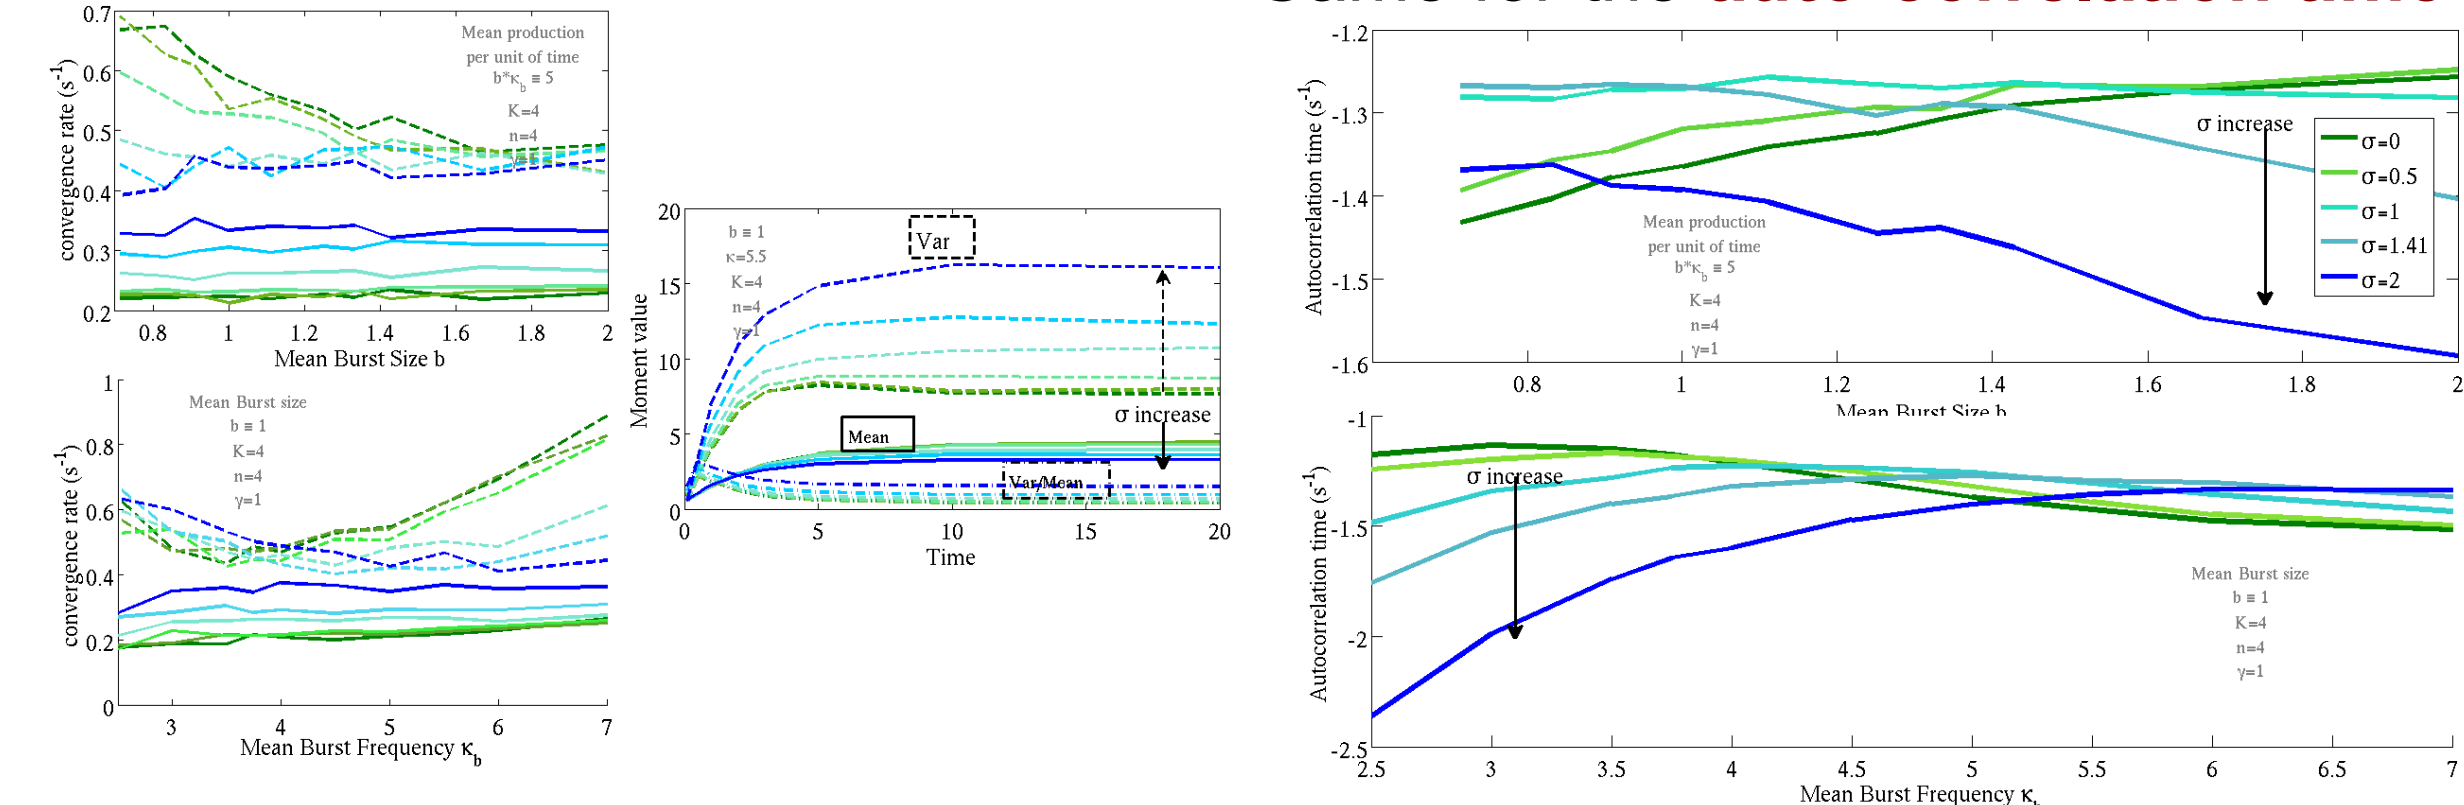 Same for the auto-correlation time
0.7
0.6
0.5
0.4
0.3
0.2
convergence rate (s-1)
Mean production
per unit of time
b*κb ≡ 5
K=4
n=4
γ=1
0.8 1 1.2 1.4 1.6 1.8 2
Mean Burst Size b
1
0.8
0.6
0.4
0.2
0
convergence rate (s-1)
Mean Burst size
b ≡ 1
K=4
n=4
γ=1
3 4 5 6 7
Mean Burst Frequency κb
20
15
10
5
0
Moment value
b ≡ 1
κ=5.5
K=4
n=4
γ=1
Var
Mean
σ increase
Var/Mean
0 5 10 15 20
Time
-1.2
-1.3
-1.4
-1.5
-1.6
Autocorrelation time (s-1)
Mean production
per unit of time
b*κb ≡ 5
K=4
n=4
γ=1
σ increase
σ=0
σ=0.5
σ=1
σ=1.41
σ=2
0.8 1 1.2 1.4 1.6 1.8 2
Mean Burst Size b
-1
-1.5
-2
-2.5
Autocorrelation time (s-1)
σ increase
Mean Burst size
b ≡ 1
K=4
n=4
γ=1
2.5 3 3.5 4 4.5 5 5.5 6 6.5 7
Mean Burst Frequency κb